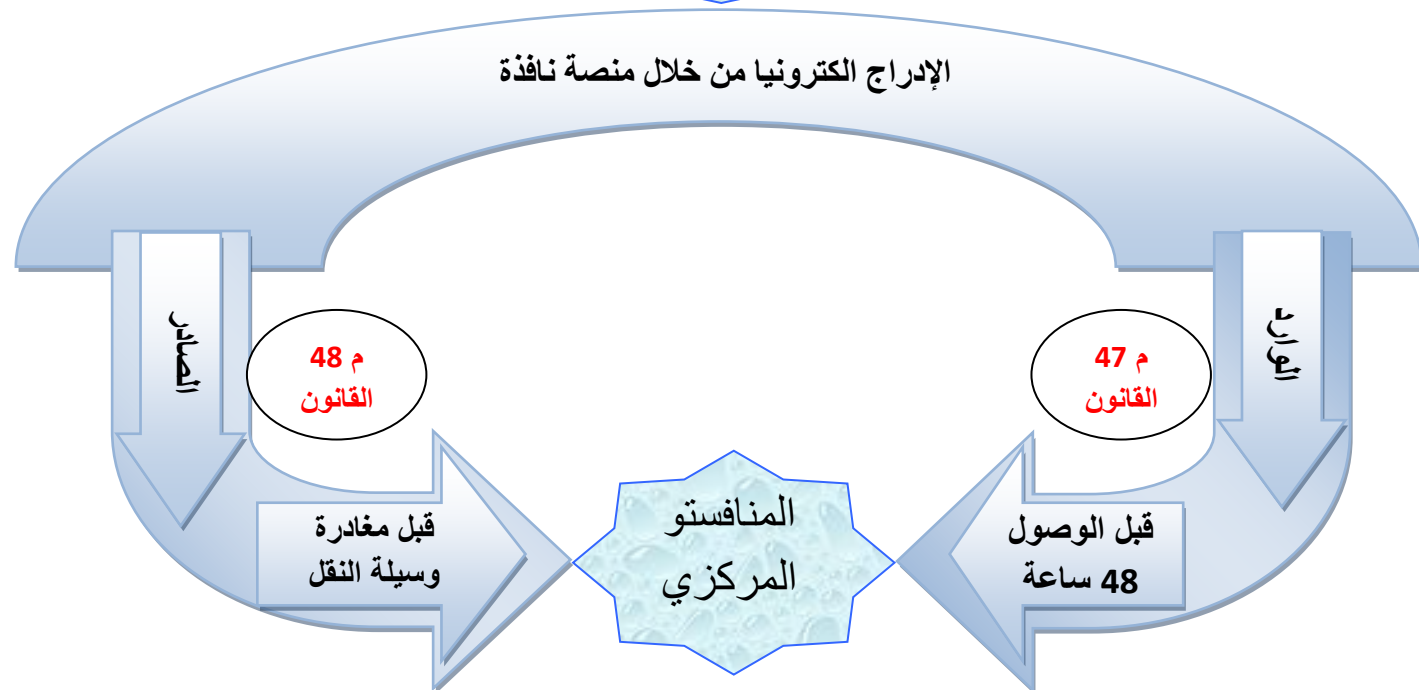 الإدراج الكترونيا من خلال منصة نافذة
الوارد
م 47
القانون
قبل الوصول
48 ساعة
الصادر
م 48
القانون
قبل مغادرة
وسيلة النقل
المنافستو
المركزي